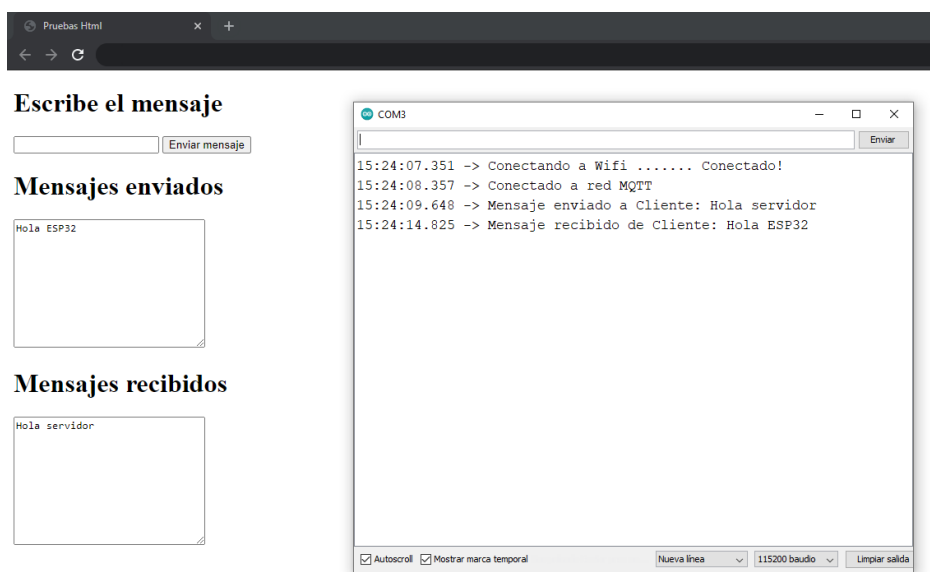 Pruebas Html
Escribe el mensaje
Enviar mensaje
Mensajes enviados
Hola ESP32
Mensajes recibidos
Hola servidor
COM3
Enviar
15:24:07.351 -> Conectando a Wifi ....... Conectado!
15:24:08.357 -> Conectado a red MQTT
15:24:09.648 -> Mensaje enviado a Cliente: Hola servidor
15:24:14.825 -> Mensaje recibido de Cliente: Hola ESP32
Autoscroll Mostrar marca temporal Nueva línea 115200 baudio Limpiar salida